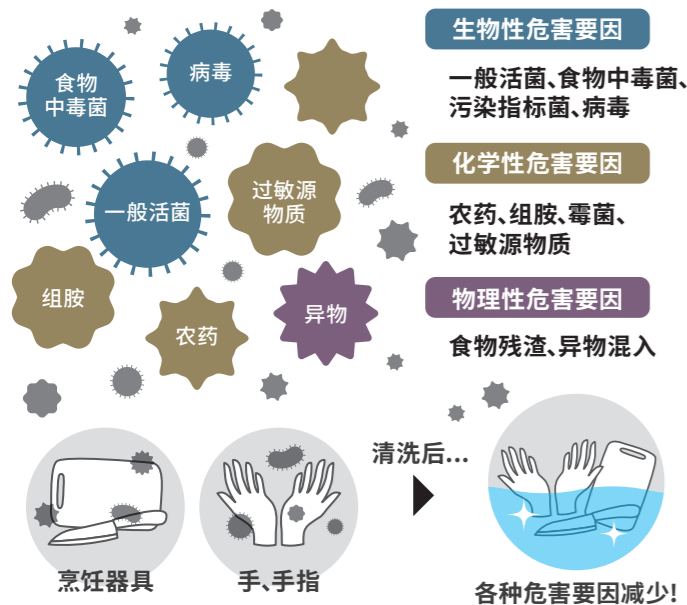 食物
中毒菌
病毒
一般活菌
过敏源
物质
组胺
农药
异物
生物性危害要因
一般活菌、食物中毒菌、
污染指标菌、病毒
化学性危害要因
农药、组胺、霉菌、
过敏源物质
物理性危害要因
食物残渣、异物混入
烹饪器具
手、手指
清洗后…
各种危害要因减少!